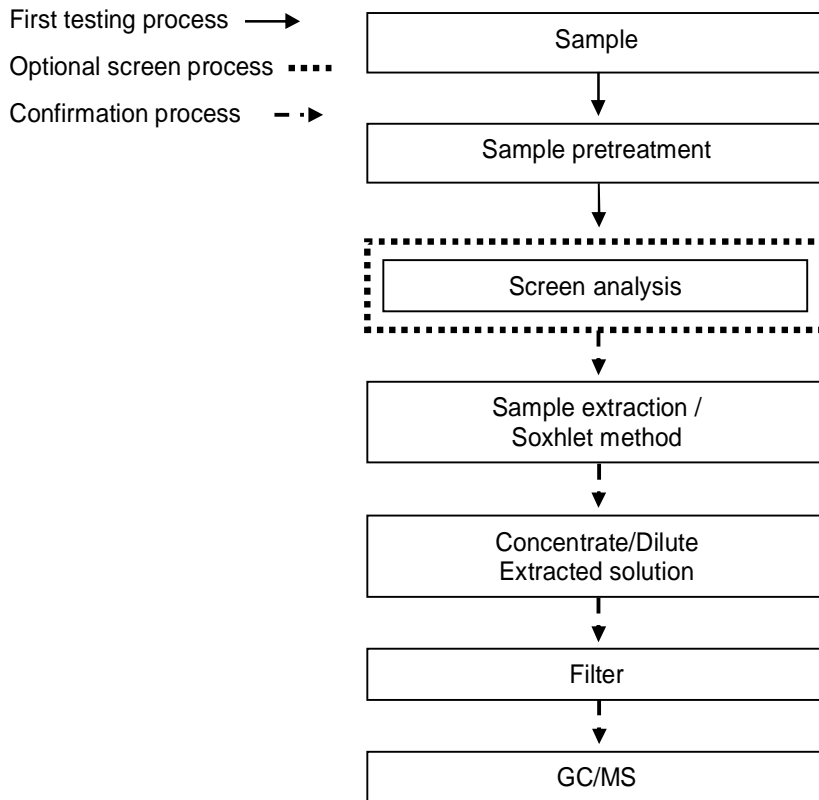 First testing process
Optional screen process
Confirmation process
Sample
Sample pretreatment
Screen analysis
Sample extraction /
Soxhlet method
Concentrate/Dilute
Extracted solution
Filter
GC/MS